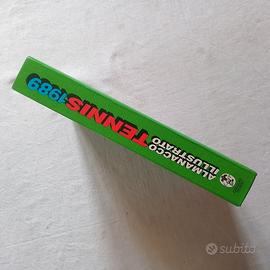 ALMANACCO
ILLUSTRATO
TENNIS 1989
subito